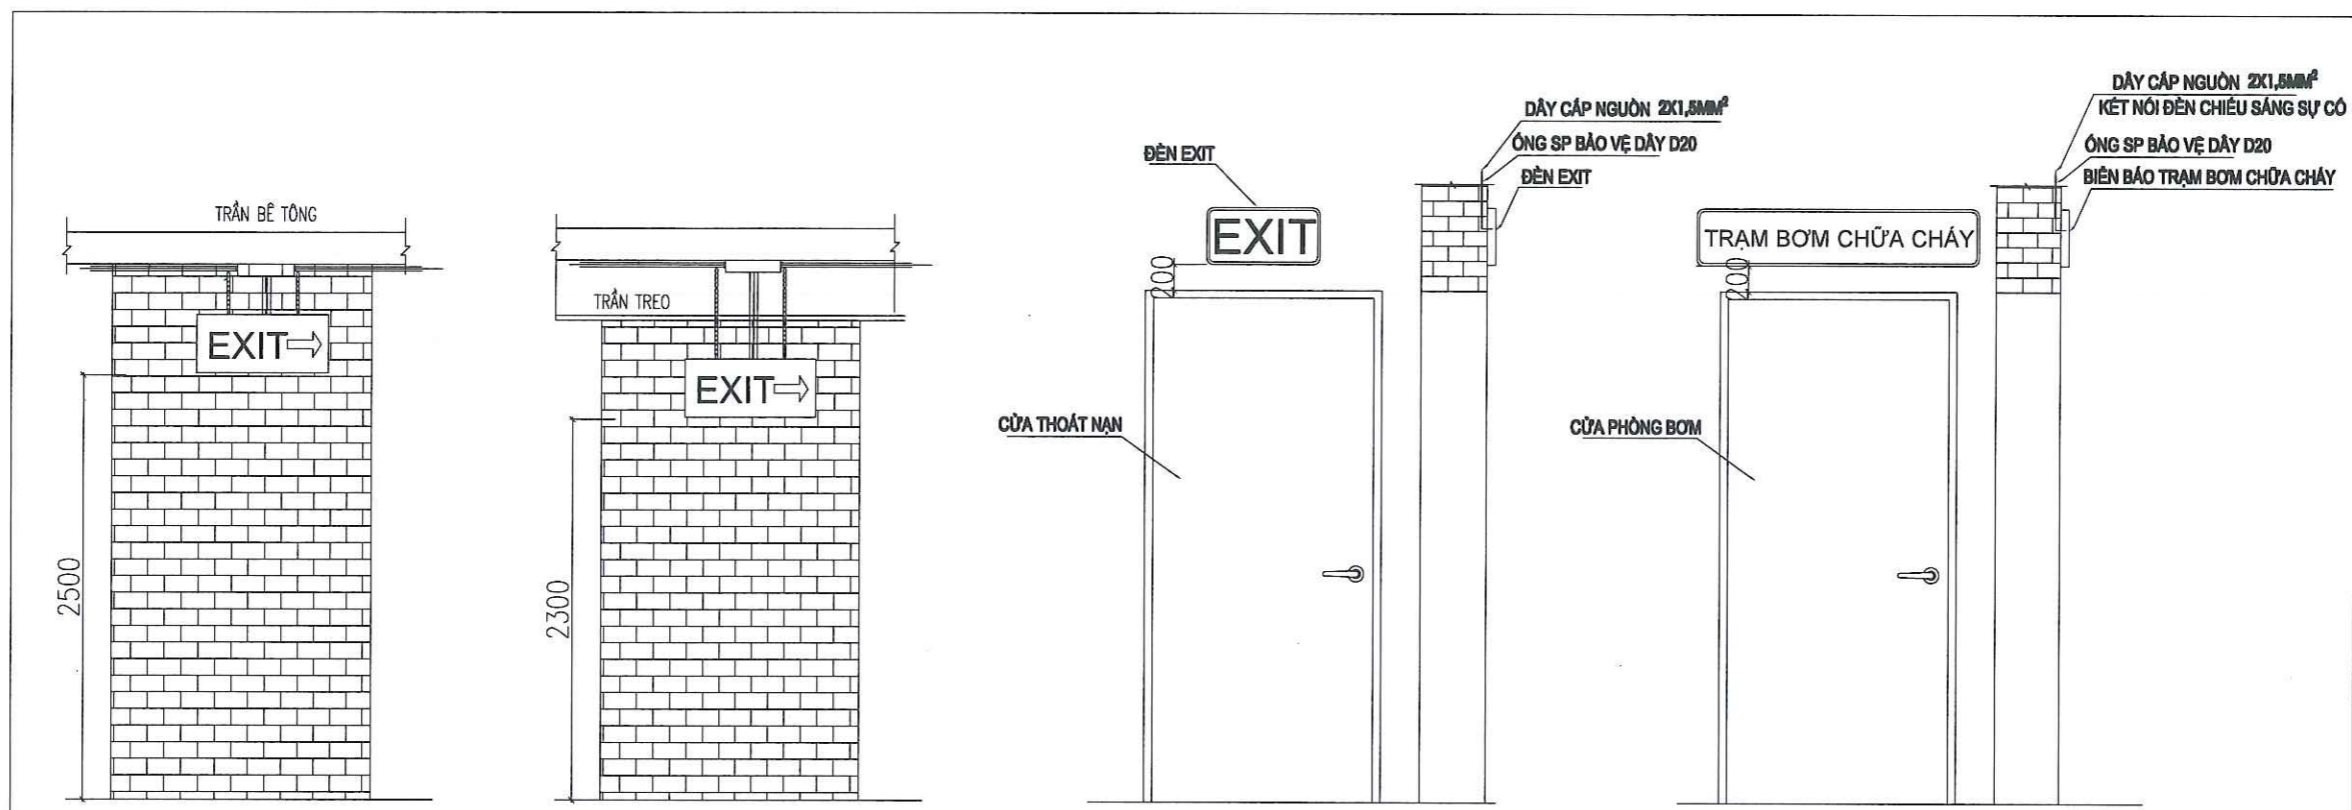 TRẦN BÊ TÔNG
EXIT
2500
TRẦN TREO
EXIT
2300
ĐÈN EXIT
EXIT
200
CỬA THOÁT NẠN
DÂY CÁP NGUỒN 2X1,5MM²
ỐNG SP BẢO VỆ DÂY D20
ĐÈN EXIT
TRẠM BƠM CHỮA CHÁY
200
CỬA PHÒNG BƠM
DÂY CÁP NGUỒN 2X1,5MM²
KẾT NỐI ĐÈN CHIẾU SÁNG SỰ CỐ
ỐNG SP BẢO VỆ DÂY D20
BIỂN BÁO TRẠM BƠM CHỮA CHÁY